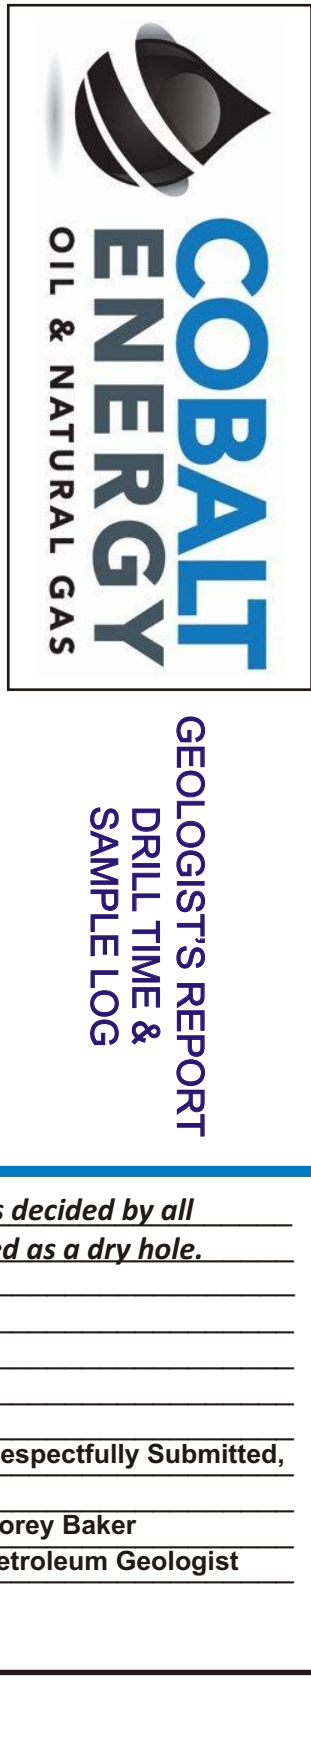 COBALT
ENERGY
OIL & NATURAL GAS
GEOLOGIST'S REPORT
DRILL TIME &
SAMPLE LOG
s decided by all
ed as a dry hole.
espectfully Submitted,
orey Baker
etroleum Geologist